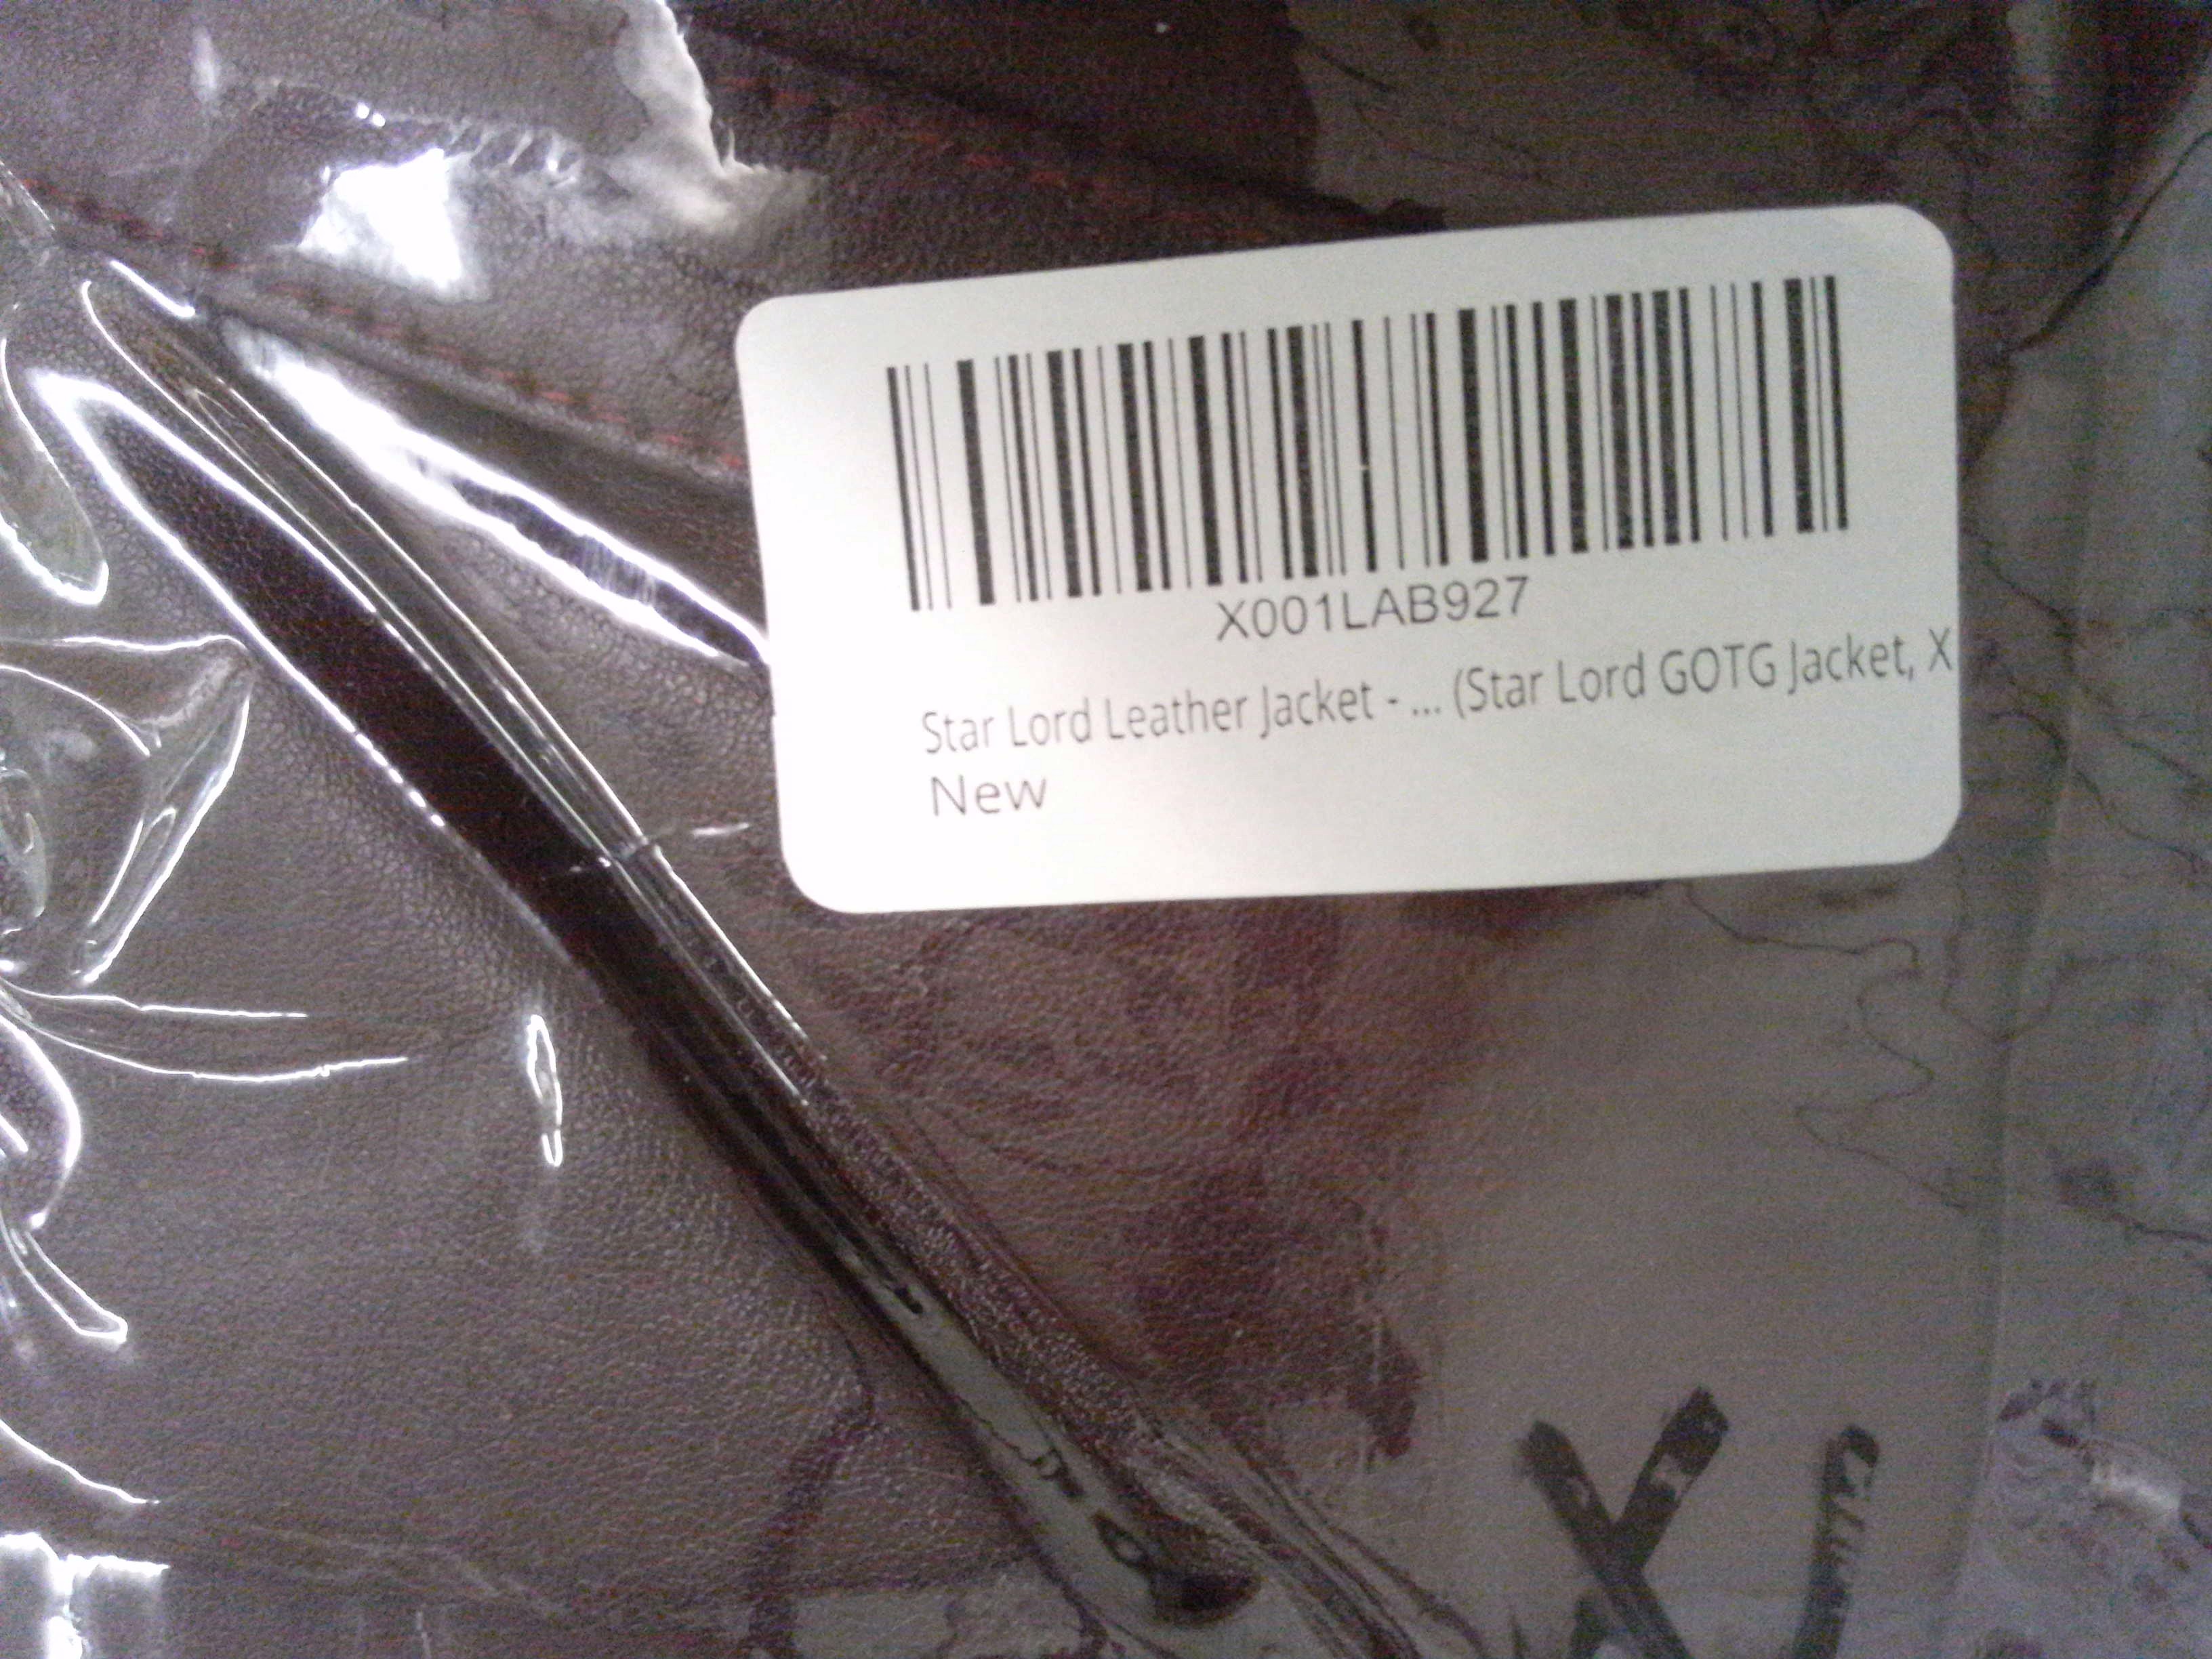 X001LAB927
Star Lord Leather Jacket - ... (Star Lord GOTG Jacket, X
New